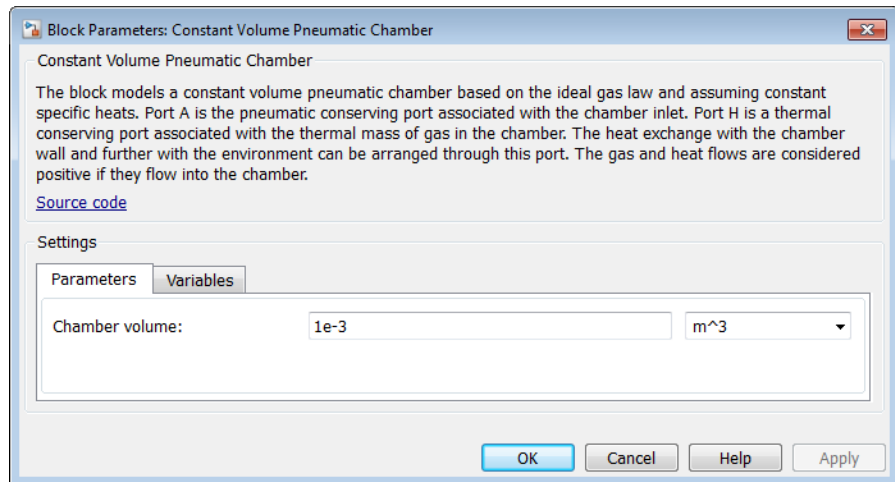 Block Parameters: Constant Volume Pneumatic Chamber
Constant Volume Pneumatic Chamber
The block models a constant volume pneumatic chamber based on the ideal gas law and assuming constant
specific heats. Port A is the pneumatic conserving port associated with the chamber inlet. Port H is a thermal
conserving port associated with the thermal mass of gas in the chamber. The heat exchange with the chamber
wall and further with the environment can be arranged through this port. The gas and heat flows are considered
positive if they flow into the chamber.
Source code
Settings
Parameters Variables
Chamber volume: 1e-3 m^3
OK Cancel Help Apply